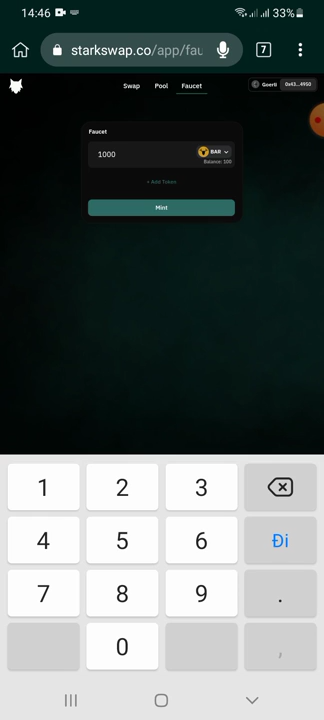 14:46 33%
starkswap.co/app/fau 7
Swap Pool Faucet Goerli 0x43...4950
Faucet
1000 BAR
Balance: 100
+ Add Token
Mint
1 2 3
4 5 6 Đi
7 8 9 .
0 ,